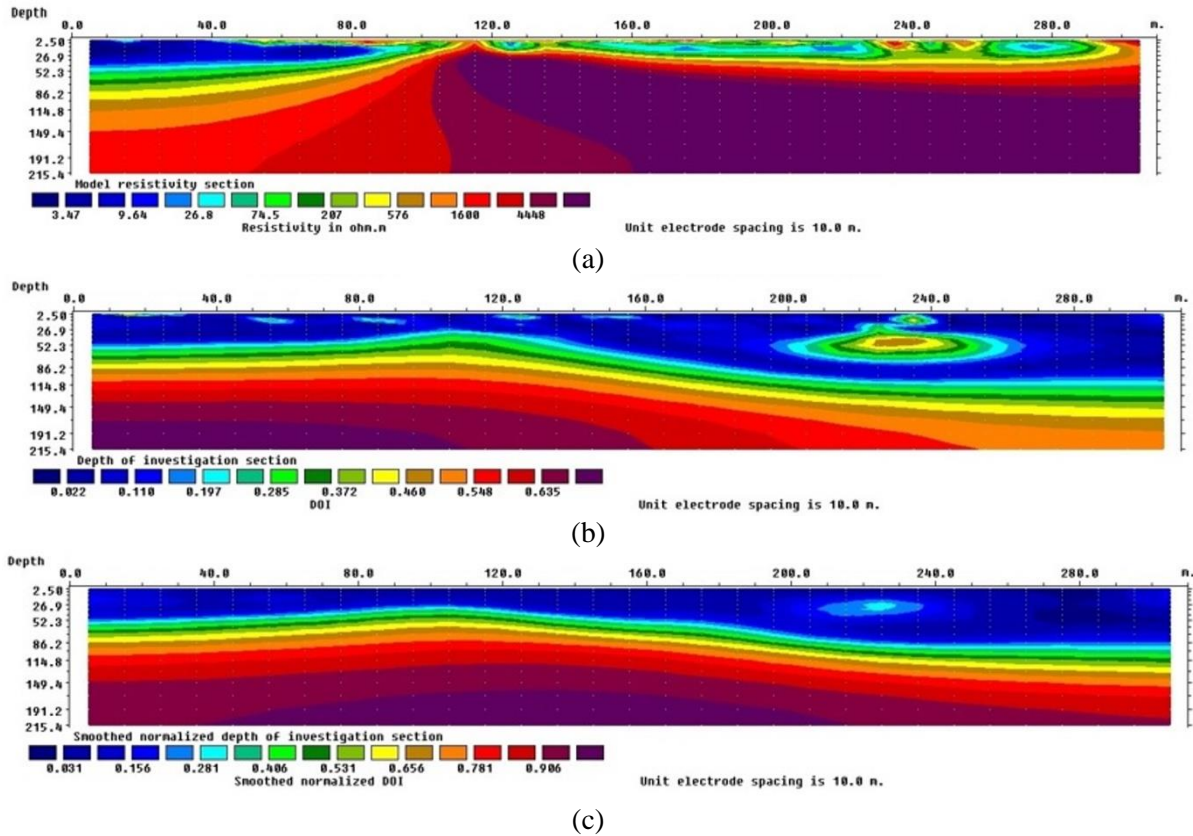 Depth
0.0 40.0 80.0 120.0 160.0 200.0 240.0 280.0 m.
2.50
26.9
52.3
86.2
114.8
149.4
191.2
215.4
Model resistivity section
3.47 9.64 26.8 74.5 207 576 1600 4448
Resistivity in ohm.m Unit electrode spacing is 10.0 m.
(a)
Depth
0.0 40.0 80.0 120.0 160.0 200.0 240.0 280.0 m.
2.50
26.9
52.3
86.2
114.8
149.4
191.2
215.4
Depth of investigation section
0.022 0.110 0.197 0.285 0.372 0.460 0.548 0.635
DOI Unit electrode spacing is 10.0 m.
(b)
Depth
0.0 40.0 80.0 120.0 160.0 200.0 240.0 280.0 m.
2.50
26.9
52.3
86.2
114.8
149.4
191.2
215.4
Smoothed normalized depth of investigation section
0.031 0.156 0.281 0.406 0.531 0.656 0.781 0.906
Smoothed normalized DOI Unit electrode spacing is 10.0 m.
(c)